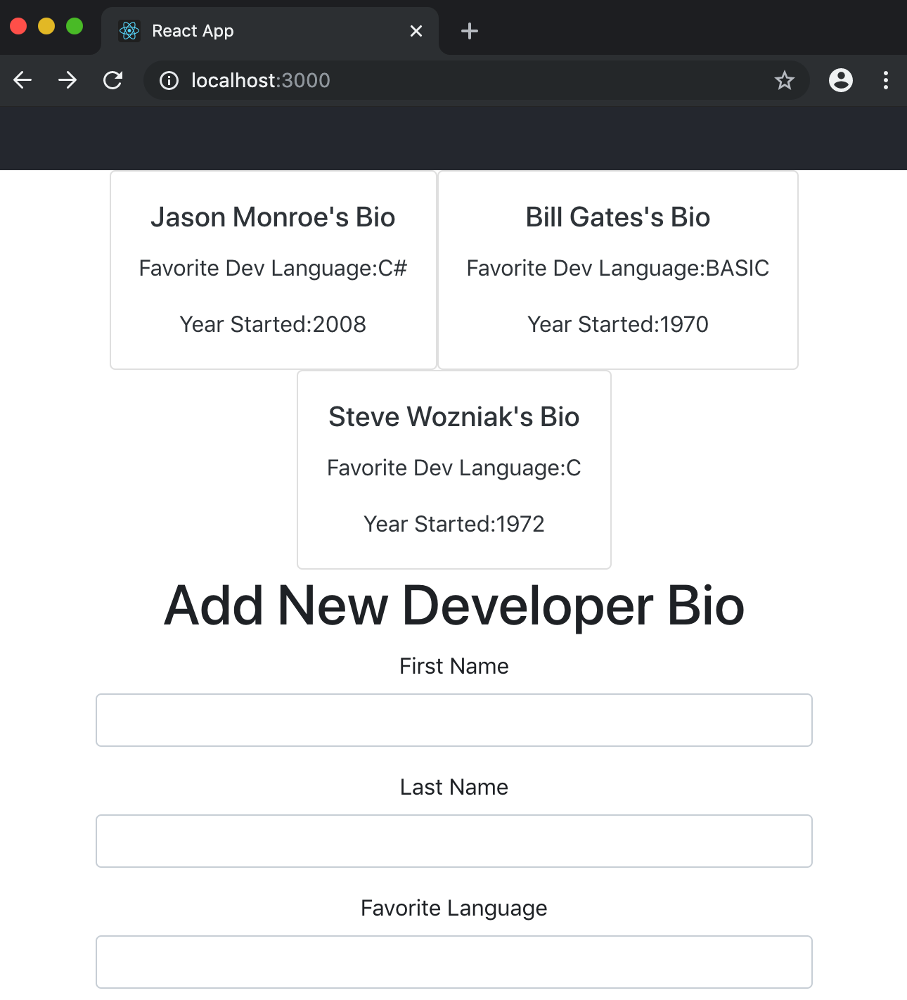 React App
localhost:3000
Jason Monroe's Bio
Favorite Dev Language:C#
Year Started:2008
Bill Gates's Bio
Favorite Dev Language:BASIC
Year Started:1970
Steve Wozniak's Bio
Favorite Dev Language:C
Year Started:1972
Add New Developer Bio
First Name
Last Name
Favorite Language